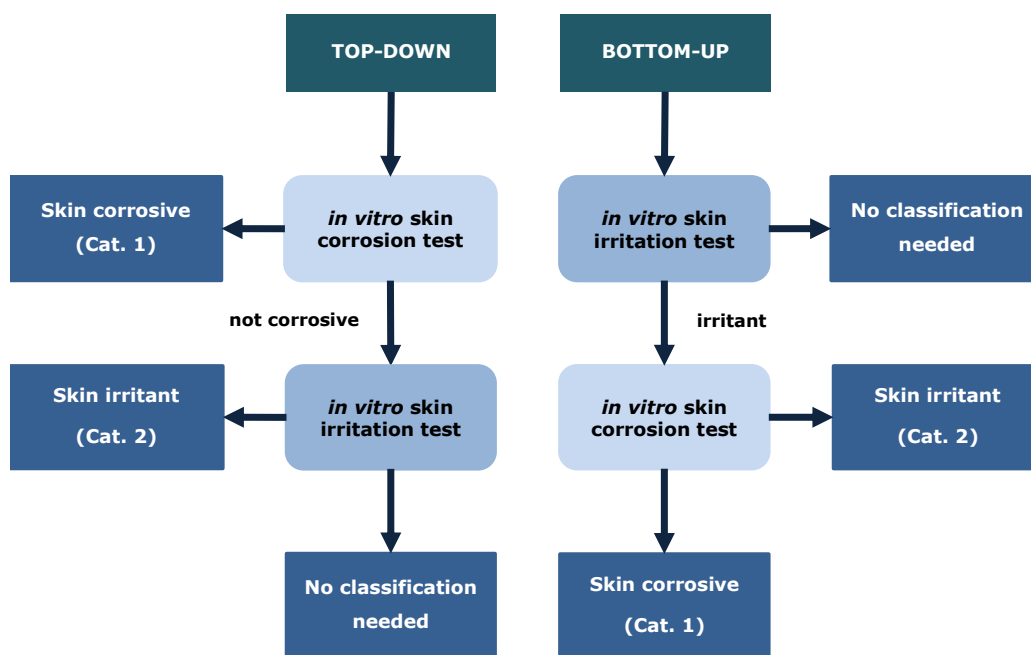 TOP-DOWN
BOTTOM-UP
Skin corrosive
(Cat. 1)
in vitro skin
corrosion test
in vitro skin
irritation test
No classification
needed
not corrosive
irritant
Skin irritant
(Cat. 2)
in vitro skin
irritation test
in vitro skin
corrosion test
Skin irritant
(Cat. 2)
No classification
needed
Skin corrosive
(Cat. 1)